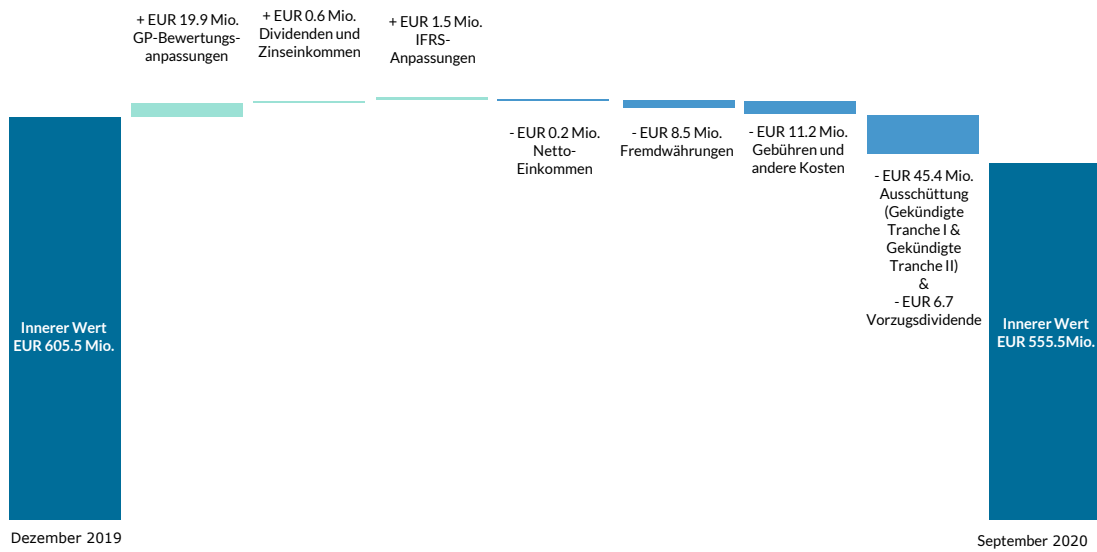 + EUR 19.9 Mio.
GP-Bewertungs-
anpassungen
+ EUR 0.6 Mio.
Dividenden und
Zinseinkommen
+ EUR 1.5 Mio.
IFRS-
Anpassungen
- EUR 0.2 Mio.
Netto-
Einkommen
- EUR 8.5 Mio.
Fremdwährungen
- EUR 11.2 Mio.
Gebühren und
andere Kosten
- EUR 45.4 Mio.
Ausschüttung
(Gekündigte
Tranche I &
Gekündigte
Tranche II)
&
- EUR 6.7
Vorzugsdividende
Innerer Wert
EUR 605.5 Mio.
Innerer Wert
EUR 555.5Mio.
Dezember 2019
September 2020